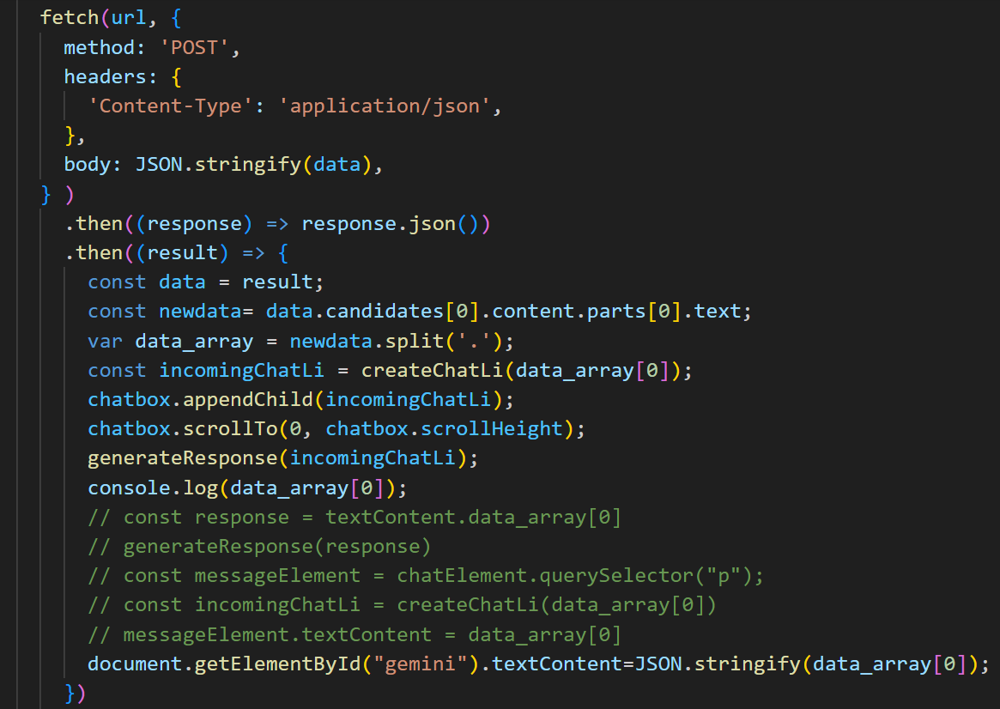 fetch(url, {
method: 'POST',
headers: {
'Content-Type': 'application/json',
},
body: JSON.stringify(data),
} )
.then((response) => response.json())
.then((result) => {
const data = result;
const newdata= data.candidates[0].content.parts[0].text;
var data_array = newdata.split('.');
const incomingChatLi = createChatLi(data_array[0]);
chatbox.appendChild(incomingChatLi);
chatbox.scrollTo(0, chatbox.scrollHeight);
generateResponse(incomingChatLi);
console.log(data_array[0]);
// const response = textContent.data_array[0]
// generateResponse(response)
// const messageElement = chatElement.querySelector("p");
// const incomingChatLi = createChatLi(data_array[0])
// messageElement.textContent = data_array[0]
document.getElementById("gemini").textContent=JSON.stringify(data_array[0]);
})